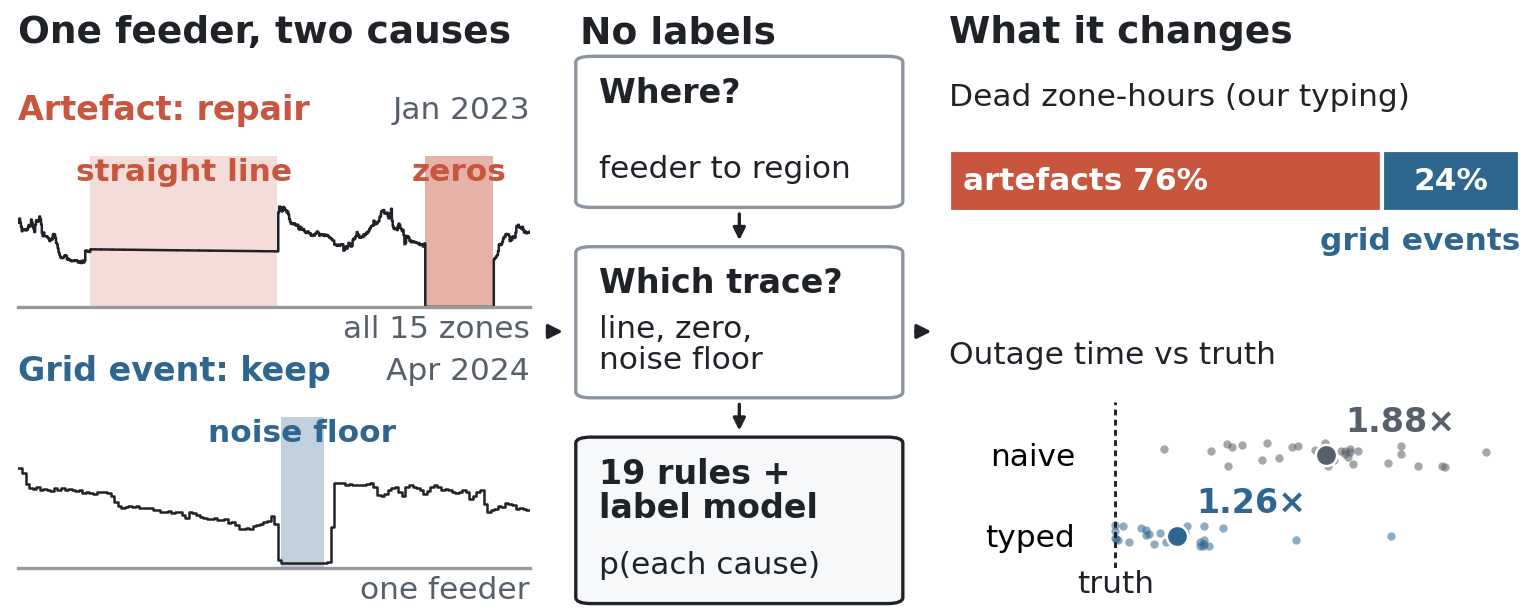 One feeder, two causes
Artefact: repair
Jan 2023
straight line
zeros
all 15 zones
Grid event: keep
Apr 2024
noise floor
one feeder
No labels
Where?
feeder to region
Which trace?
line, zero,
noise floor
19 rules +
label model
p(each cause)
What it changes
Dead zone-hours (our typing)
artefacts 76%
24%
grid events
Outage time vs truth
1.88×
naive
1.26×
typed
truth